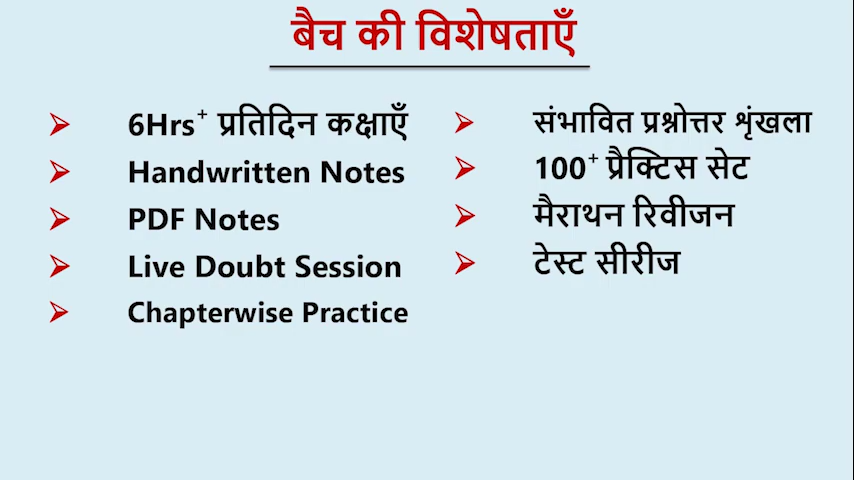 बैच की विशेषताएँ
6Hrs+ प्रतिदिन कक्षाएँ
Handwritten Notes
PDF Notes
Live Doubt Session
Chapterwise Practice
संभावित प्रश्नोत्तर शृंखला
100+ प्रैक्टिस सेट
मैराथन रिवीजन
टेस्ट सीरीज